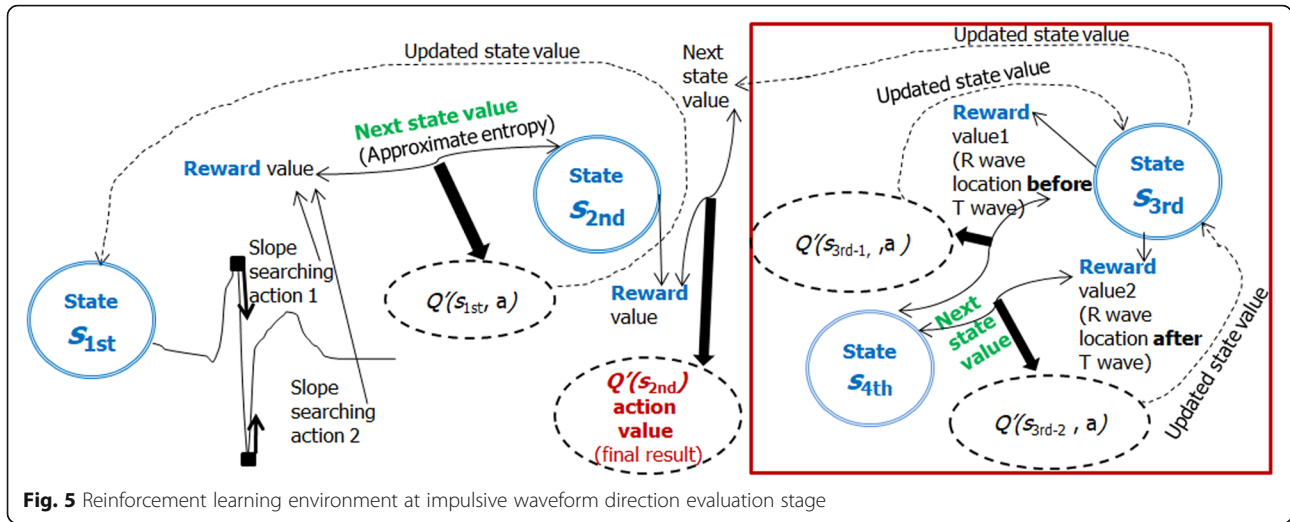 Updated state value
Next state value
(Approximate entropy)
Reward value
State
S1st
Slope
searching
action 1
Slope
searching
action 2
Q'(s1st, a)
State
S2nd
Reward
value
Next
state
value
Q'(s2nd)
action
value
(final result)
Updated state value
Updated state value
Reward
value1
(R wave
location before
T wave)
State
S3rd
Q'(s3rd-1, ,a )
Reward
value2
(R wave
location after
T wave)
Next
state
value
State
S4th
Q'(s3rd-2 , a)
Updated state value
Fig. 5 Reinforcement learning environment at impulsive waveform direction evaluation stage